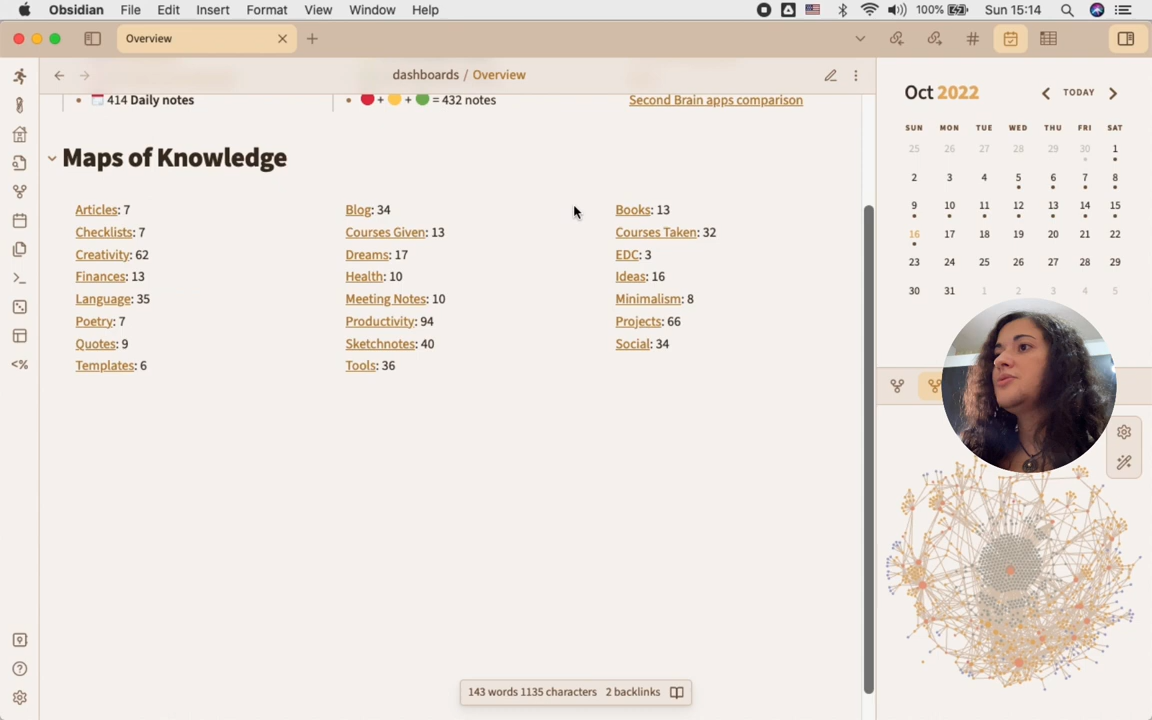 Obsidian File Edit Insert Format View Window Help 100% Sun 15:14
Overview
dashboards / Overview
414 Daily notes
+ + = 432 notes
Second Brain apps comparison
Maps of Knowledge
Articles: 7 Blog: 34 Books: 13
Checklists: 7 Courses Given: 13 Courses Taken: 32
Creativity: 62 Dreams: 17 EDC: 3
Finances: 13 Health: 10 Ideas: 16
Language: 35 Meeting Notes: 10 Minimalism: 8
Poetry: 7 Productivity: 94 Projects: 66
Quotes: 9 Sketchnotes: 40 Social: 34
Templates: 6 Tools: 36
143 words 1135 characters 2 backlinks
<%
Oct 2022 TODAY
SUN MON TUE WED THU FRI SAT
25 26 27 28 29 30 1
2 3 4 5 6 7 8
9 10 11 12 13 14 15
16 17 18 19 20 21 22
23 24 25 26 27 28 29
30 31 1 2 3 4 5